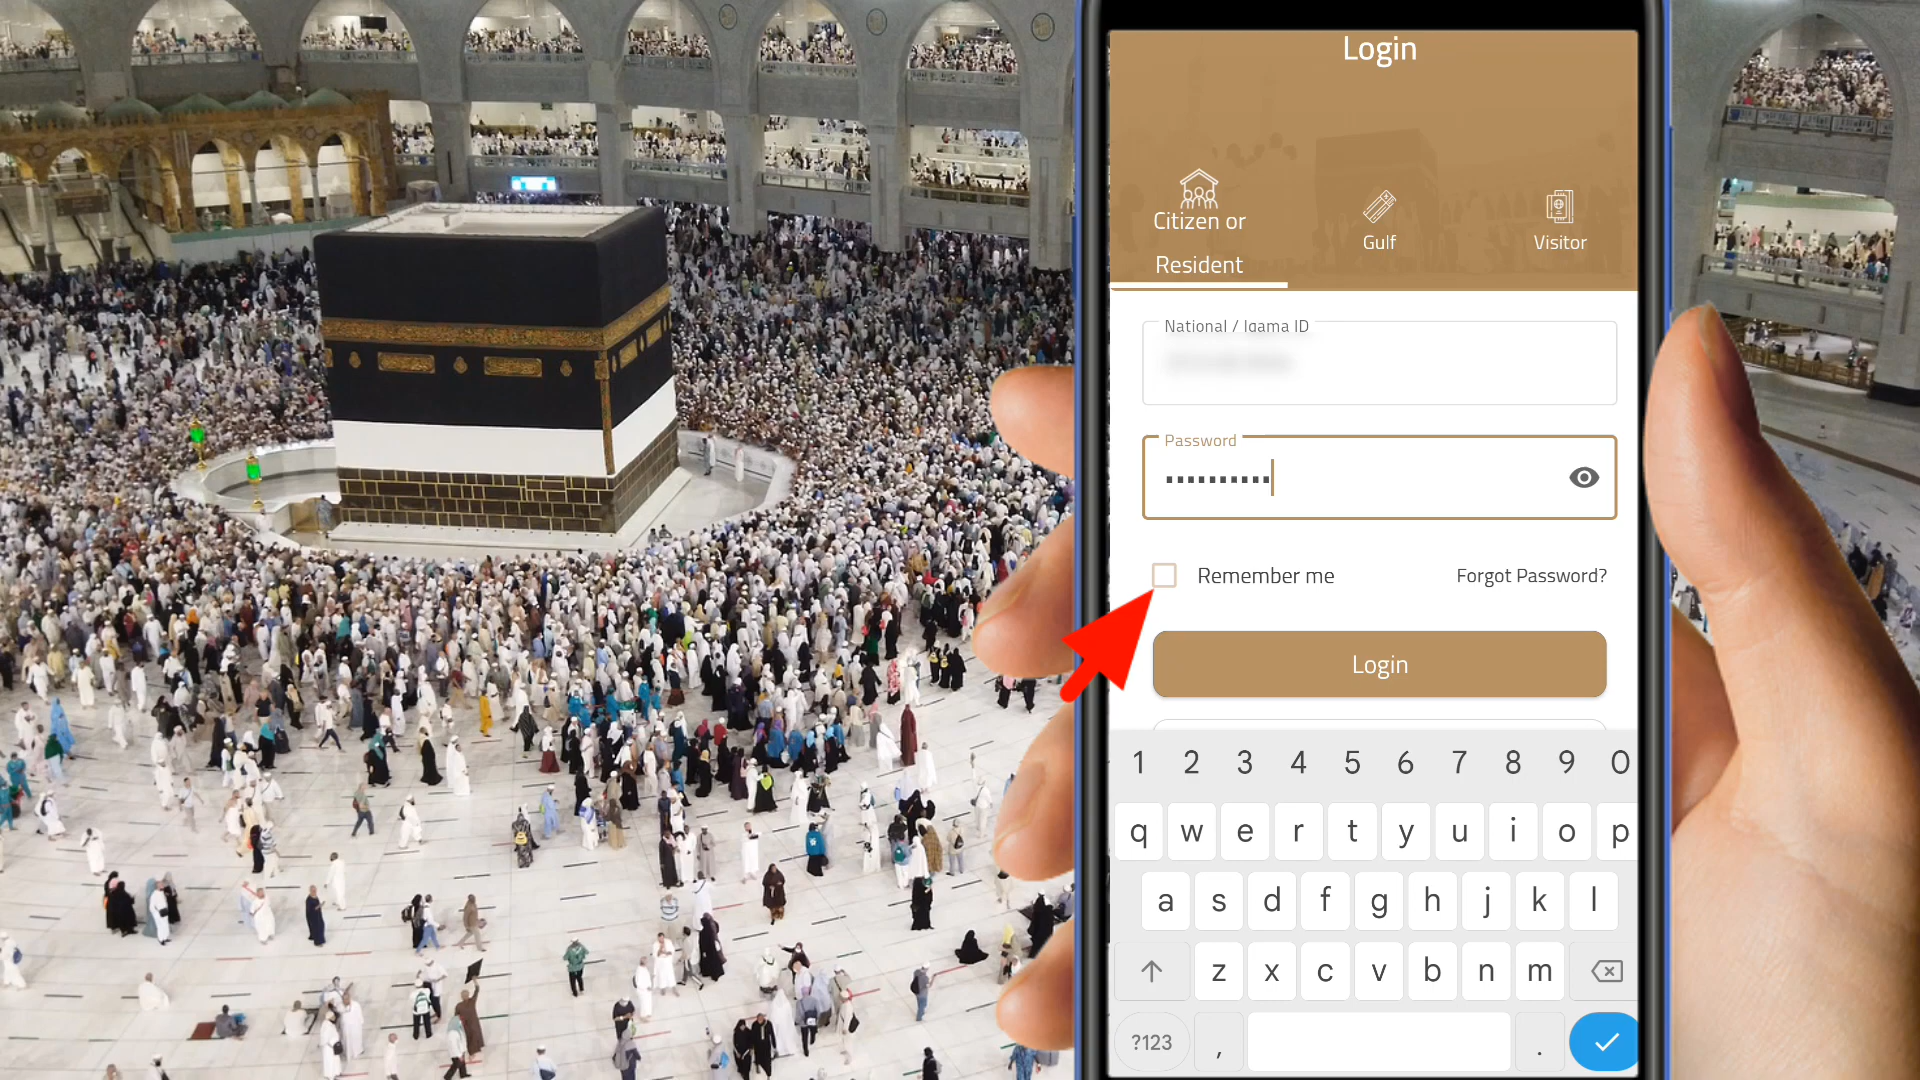 Login
Citizen or
Resident
Gulf
Visitor
National / Iqama ID
Password
Remember me
Forgot Password?
Login
1 2 3 4 5 6 7 8 9 0
q w e r t y u i o p
a s d f g h j k l
z x c v b n m
?123 , .